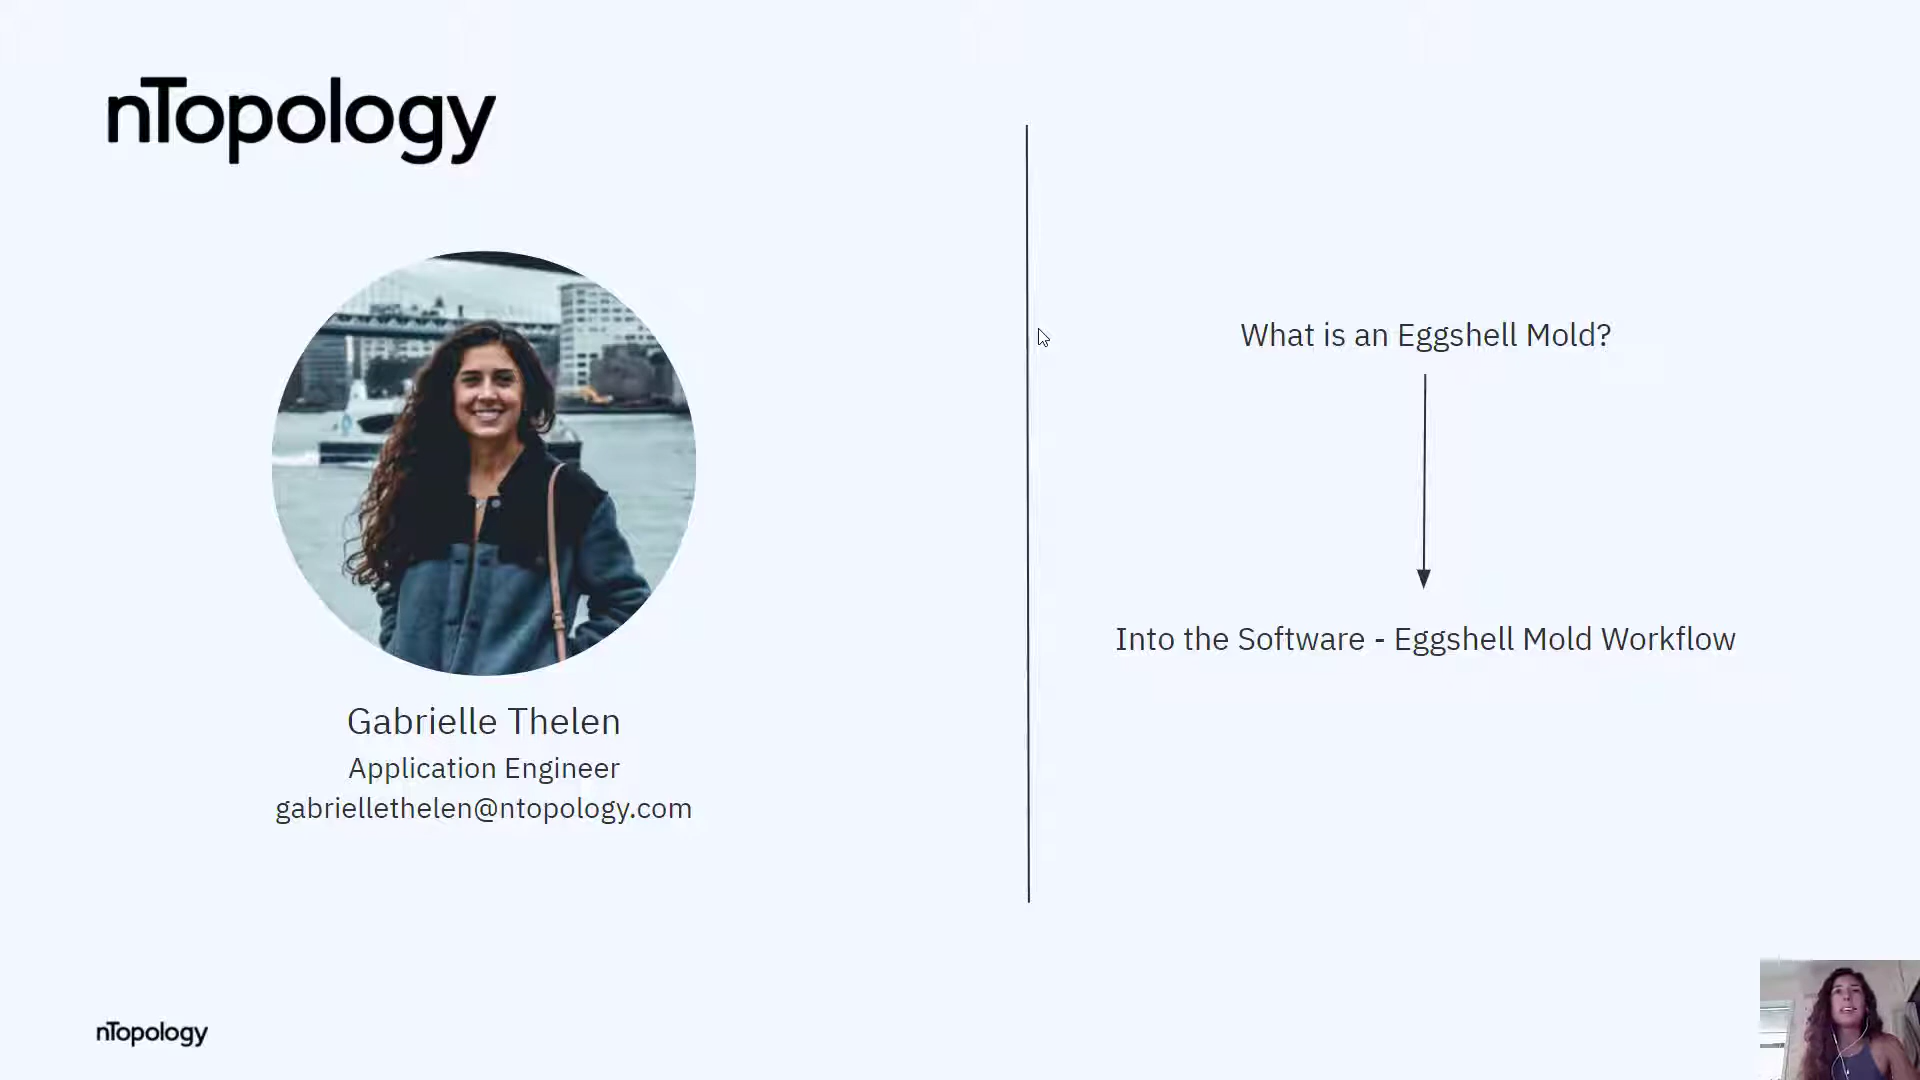 nTopology
Gabrielle Thelen
Application Engineer
gabriellethelen@ntopology.com
What is an Eggshell Mold?
Into the Software - Eggshell Mold Workflow
nTopology